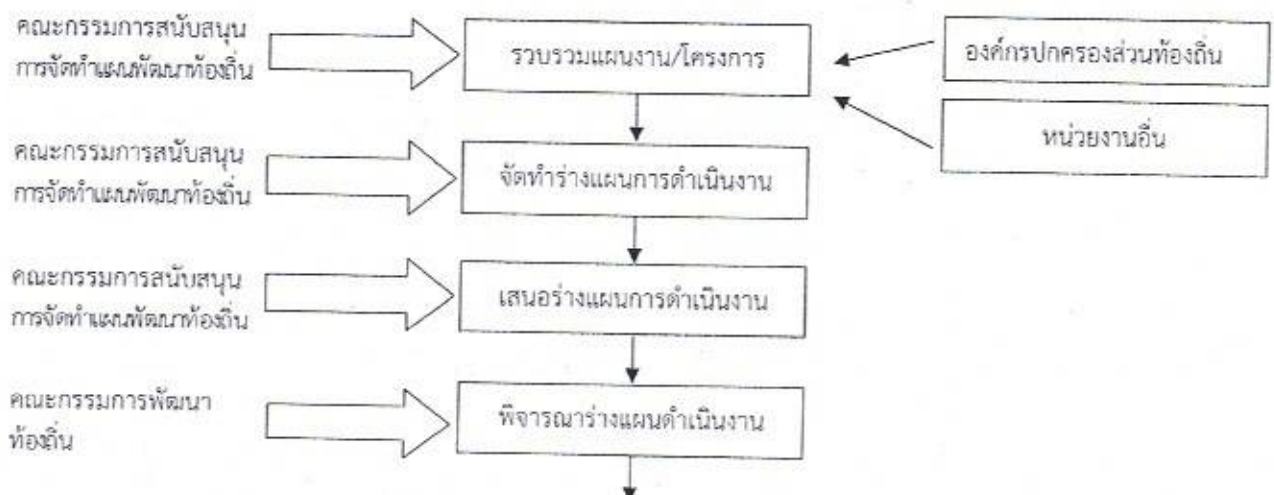 คณะกรรมการสนับสนุน
การจัดทำแผนพัฒนาท้องถิ่น
รวบรวมแผนงาน/โครงการ
องค์กรปกครองส่วนท้องถิ่น
หน่วยงานอื่น
คณะกรรมการสนับสนุน
การจัดทำแผนพัฒนาท้องถิ่น
จัดทำร่างแผนการดำเนินงาน
คณะกรรมการสนับสนุน
การจัดทำแผนพัฒนาท้องถิ่น
เสนอร่างแผนการดำเนินงาน
คณะกรรมการพัฒนา
ท้องถิ่น
พิจารณาร่างแผนดำเนินงาน